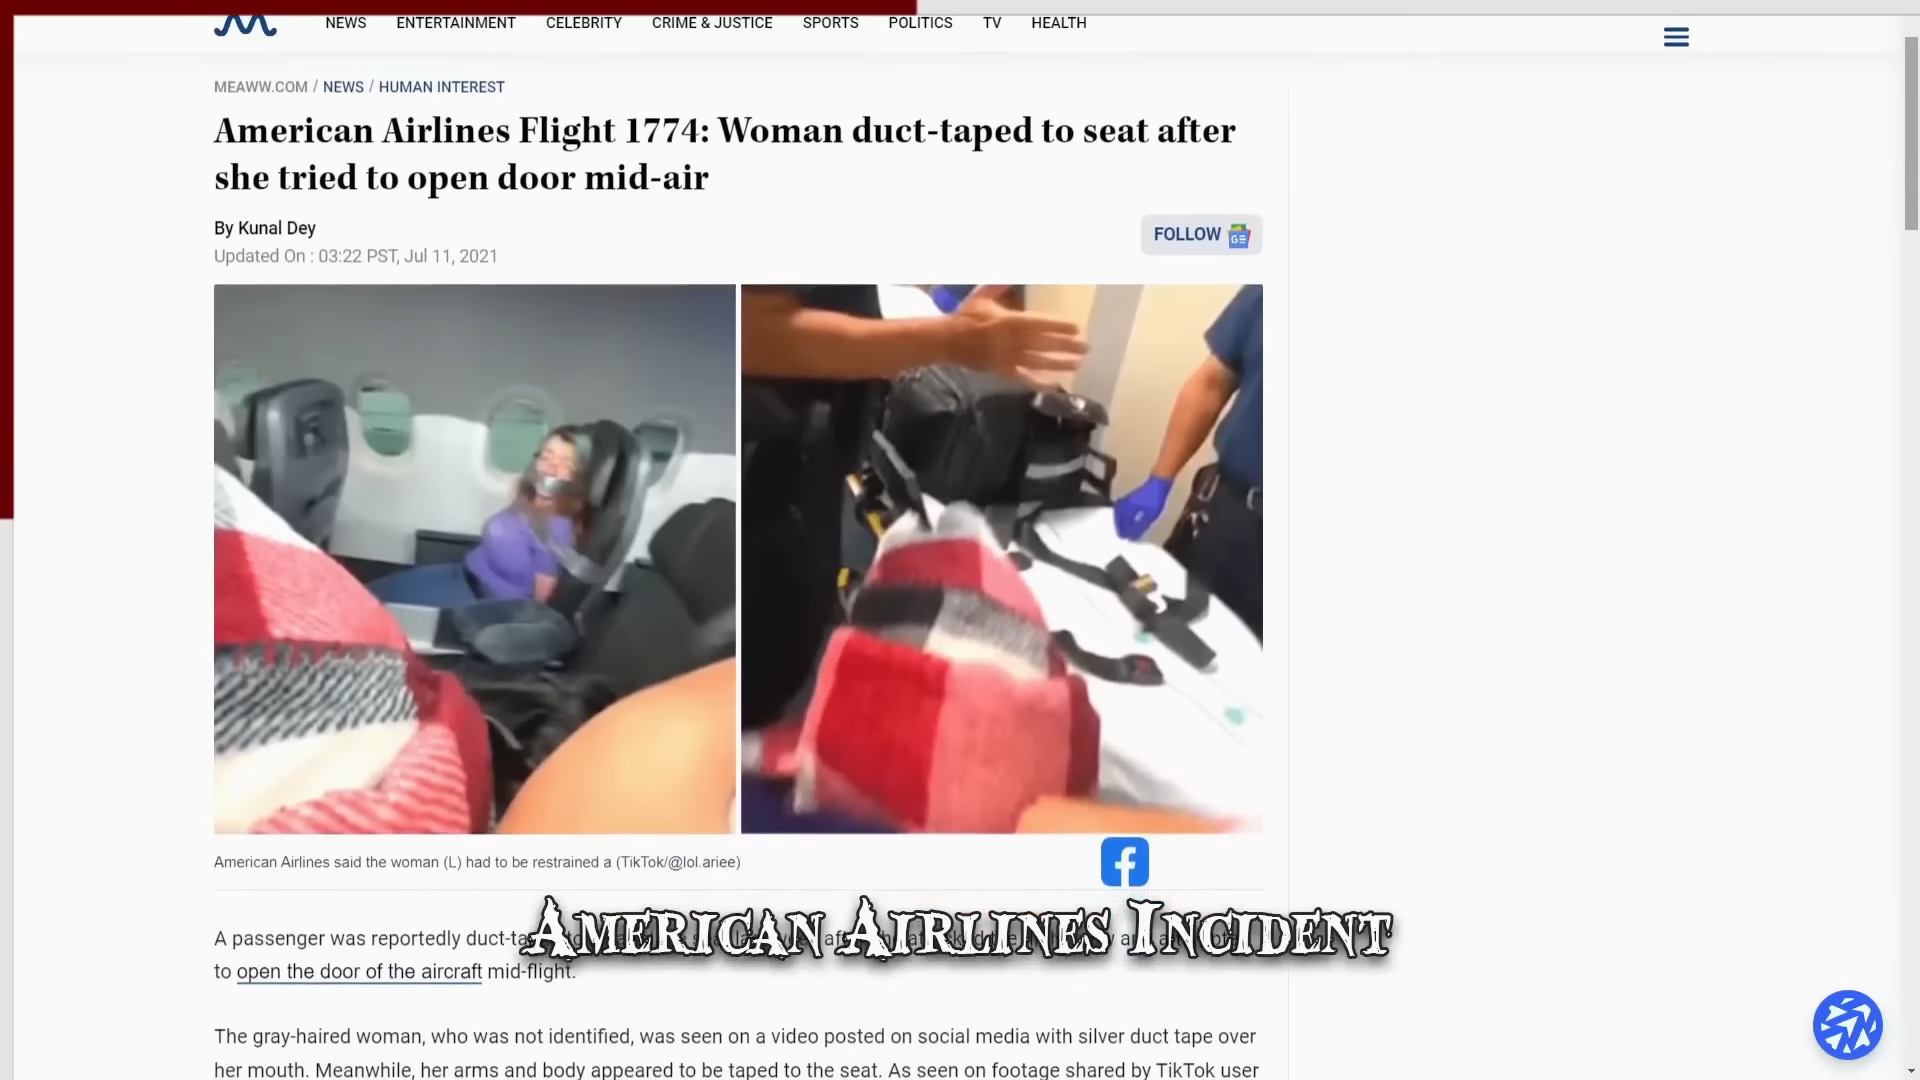 NEWS ENTERTAINMENT CELEBRITY CRIME & JUSTICE SPORTS POLITICS TV HEALTH
MEAWW.COM / NEWS / HUMAN INTEREST
American Airlines Flight 1774: Woman duct-taped to seat after
she tried to open door mid-air
By Kunal Dey
Updated On : 03:22 PST, Jul 11, 2021
FOLLOW GE
American Airlines said the woman (L) had to be restrained a (TikTok/@lol.ariee)
American Airlines Incident
A passenger was reportedly
to open the door of the aircraft mid-flight.
The gray-haired woman, who was not identified, was seen on a video posted on social media with silver duct tape over
her mouth. Meanwhile, her arms and body appeared to be taped to the seat. As seen on footage shared by TikTok user